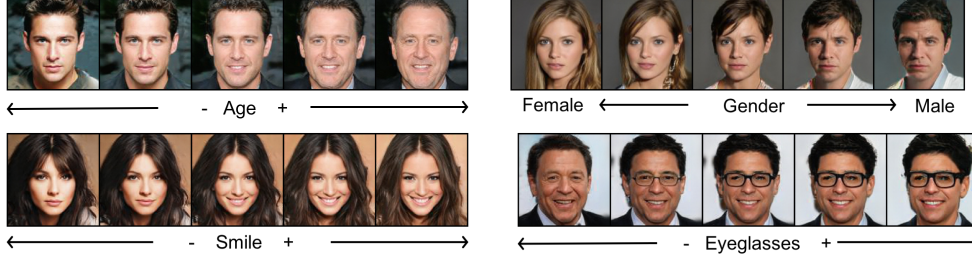 - Age +
Female Gender Male
- Smile +
- Eyeglasses +